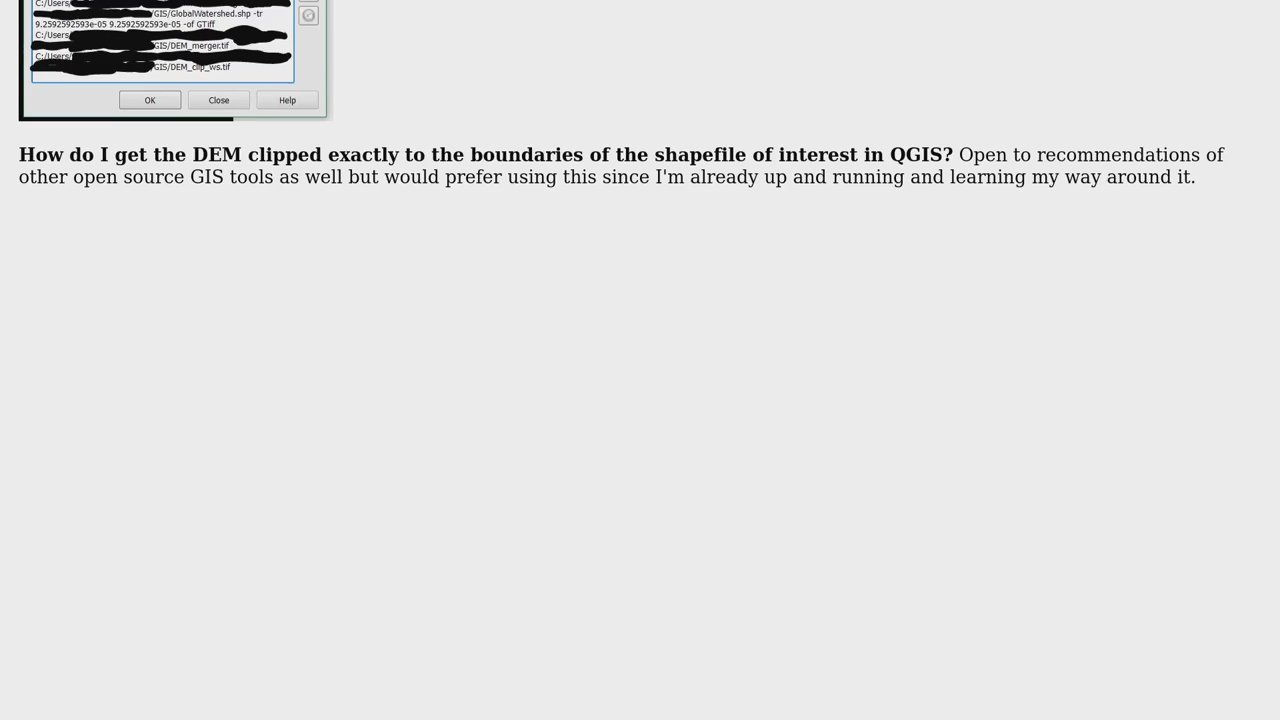 C:/Users/
/GIS/GlobalWatershed.shp -tr
9.2592592593e-05 9.2592592593e-05 -of GTiff
C:/Users/
GIS/DEM_merger.tif
C:/Users/
GIS/DEM_clip_ws.tif
OK Close Help
How do I get the DEM clipped exactly to the boundaries of the shapefile of interest in QGIS? Open to recommendations of
other open source GIS tools as well but would prefer using this since I'm already up and running and learning my way around it.